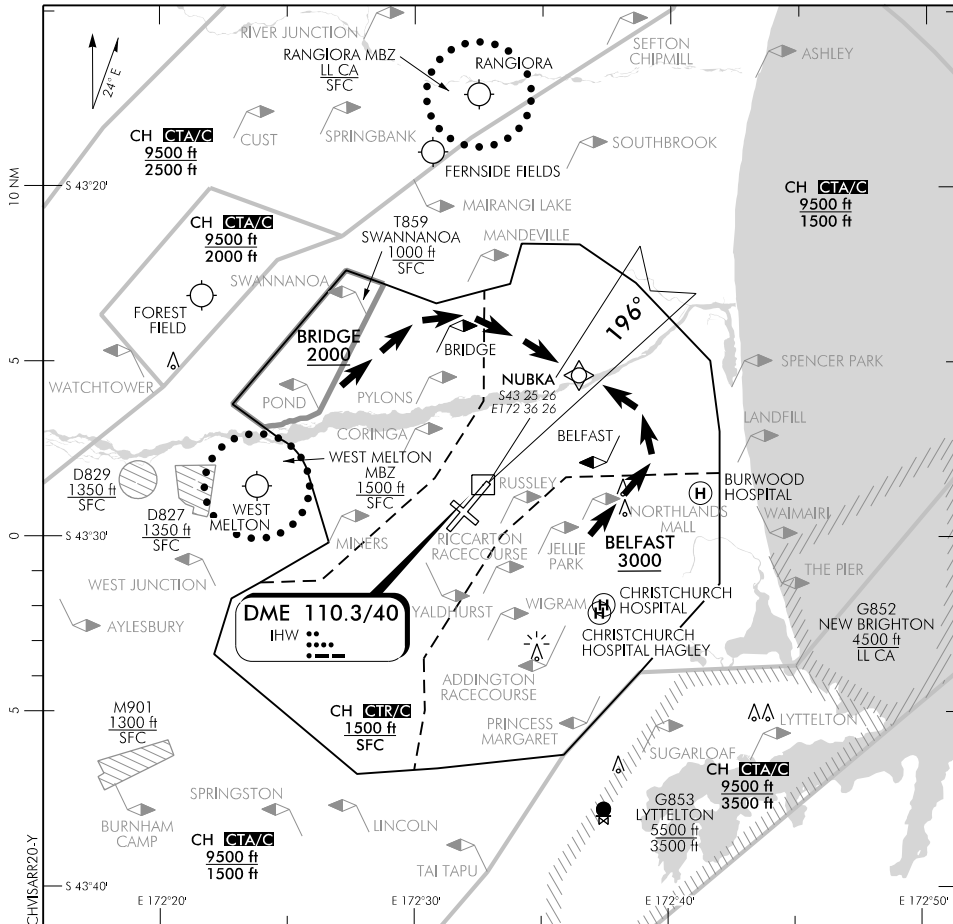 RIVER JUNCTION
SEFTON
CHIPMILL
ASHLEY
RANGIORA MBZ
LL CA
SFC
RANGIORA
24° E
CH CTA/C
9500 ft
2500 ft
CUST
SPRINGBANK
SOUTHBROOK
FERNSIDE FIELDS
10 NM
S 43°20'
CH CTA/C
9500 ft
1500 ft
MAIRANGI LAKE
T859
SWANNANOA
1000 ft
SFC
CH CTA/C
9500 ft
2000 ft
MANDEVILLE
SWANNANOA
FOREST
FIELD
196°
BRIDGE
2000
BRIDGE
5
WATCHTOWER
NUBKA
S43 25 26
E172 36 26
SPENCER PARK
POND
PYLONS
LANDFILL
CORINGA
BELFAST
WEST MELTON
MBZ
1500 ft
SFC
D829
1350 ft
SFC
RUSSLEY
BURWOOD
HOSPITAL
WEST
MELTON
D827
1350 ft
SFC
NORTHLANDS
MALL
WAIMAIRI
0
S 43°30'
MINERS
RICCARTON
RACECOURSE
JELLIE
PARK
BELFAST
3000
WEST JUNCTION
THE PIER
YALDHURST
WIGRAM
CHRISTCHURCH
HOSPITAL
DME 110.3/40
IHW
G852
NEW BRIGHTON
4500 ft
LL CA
AYLESBURY
CHRISTCHURCH
HOSPITAL HAGLEY
ADDINGTON
RACECOURSE
M901
1300 ft
SFC
5
CH CTR/C
1500 ft
SFC
PRINCESS
MARGARET
LYTTELTON
SUGARLOAF
CH CTA/C
9500 ft
3500 ft
SPRINGSTON
G853
LYTTELTON
5500 ft
3500 ft
BURNHAM
CAMP
LINCOLN
CH CTA/C
9500 ft
1500 ft
TAI TAPU
CHVISARR20-Y
S 43°40'
E 172°20'
E 172°30'
E 172°40'
E 172°50'
H
H
H